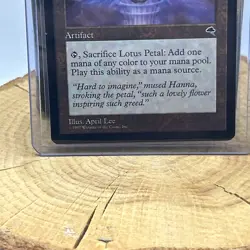 Artifact
, Sacrifice Lotus Petal: Add one
mana of any color to your mana pool.
Play this ability as a mana source.
"Hard to imagine," mused Hanna,
stroking the petal, "such a lovely flower
inspiring such greed."
Illus. April Lee